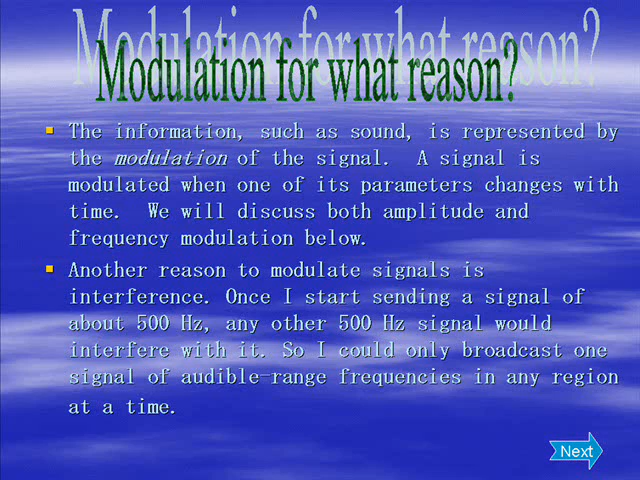 Modulation for what reason?
The information, such as sound, is represented by
the modulation of the signal. A signal is
modulated when one of its parameters changes with
time. We will discuss both amplitude and
frequency modulation below.
Another reason to modulate signals is
interference. Once I start sending a signal of
about 500 Hz, any other 500 Hz signal would
interfere with it. So I could only broadcast one
signal of audible-range frequencies in any region
at a time.
Next